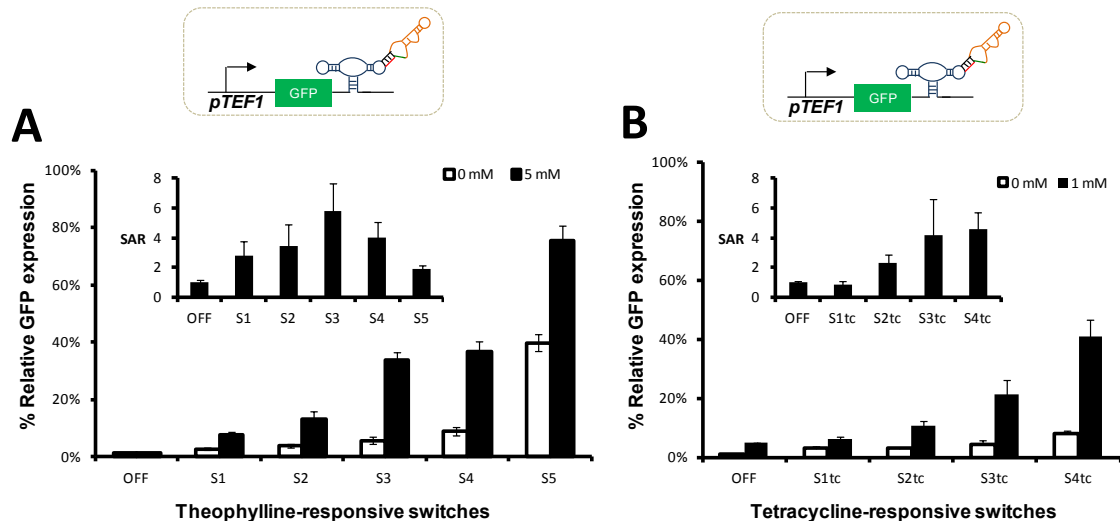 pTEF1
GFP
pTEF1
GFP
A
% Relative GFP expression
100%
80%
60%
40%
20%
0%
0 mM
5 mM
SAR
8
6
4
2
0
OFF S1 S2 S3 S4 S5
OFF S1 S2 S3 S4 S5
Theophylline-responsive switches
B
% Relative GFP expression
100%
80%
60%
40%
20%
0%
0 mM
1 mM
SAR
8
6
4
2
0
OFF S1tc S2tc S3tc S4tc
OFF S1tc S2tc S3tc S4tc
Tetracycline-responsive switches